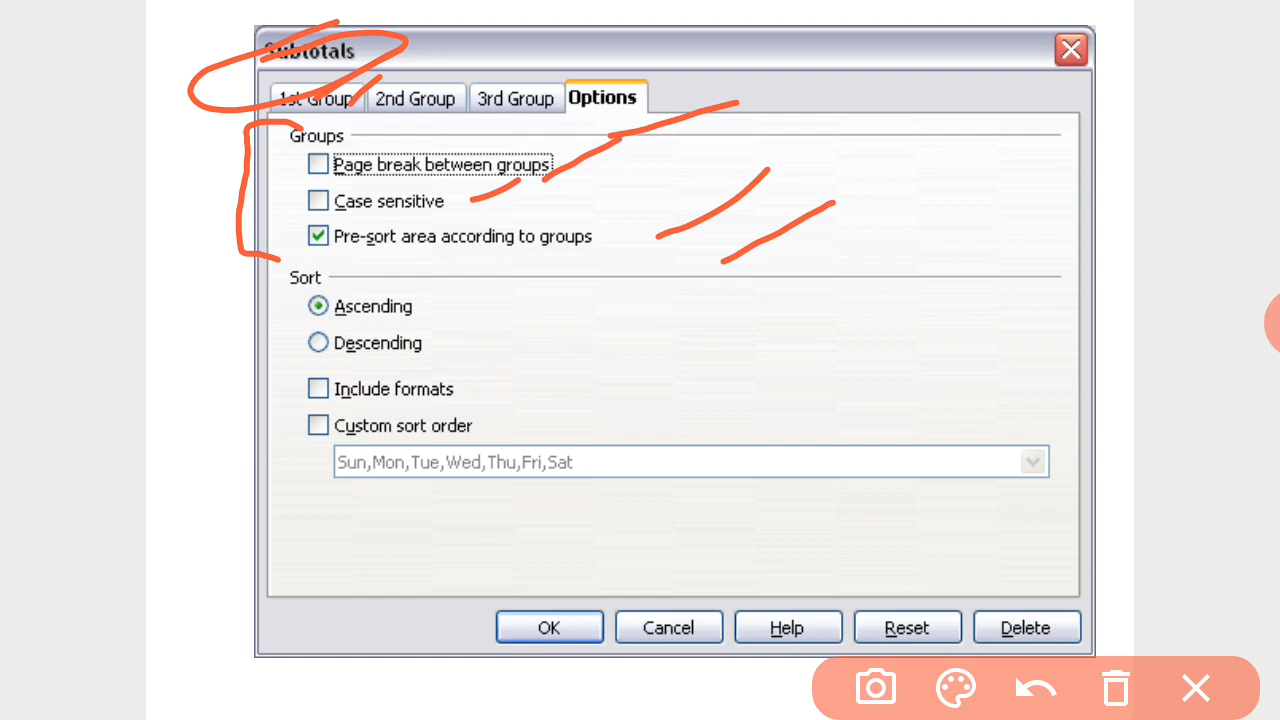 Subtotals
1st Group 2nd Group 3rd Group Options
Groups
Page break between groups
Case sensitive
Pre-sort area according to groups
Sort
Ascending
Descending
Include formats
Custom sort order
Sun,Mon,Tue,Wed,Thu,Fri,Sat
OK Cancel Help Reset Delete